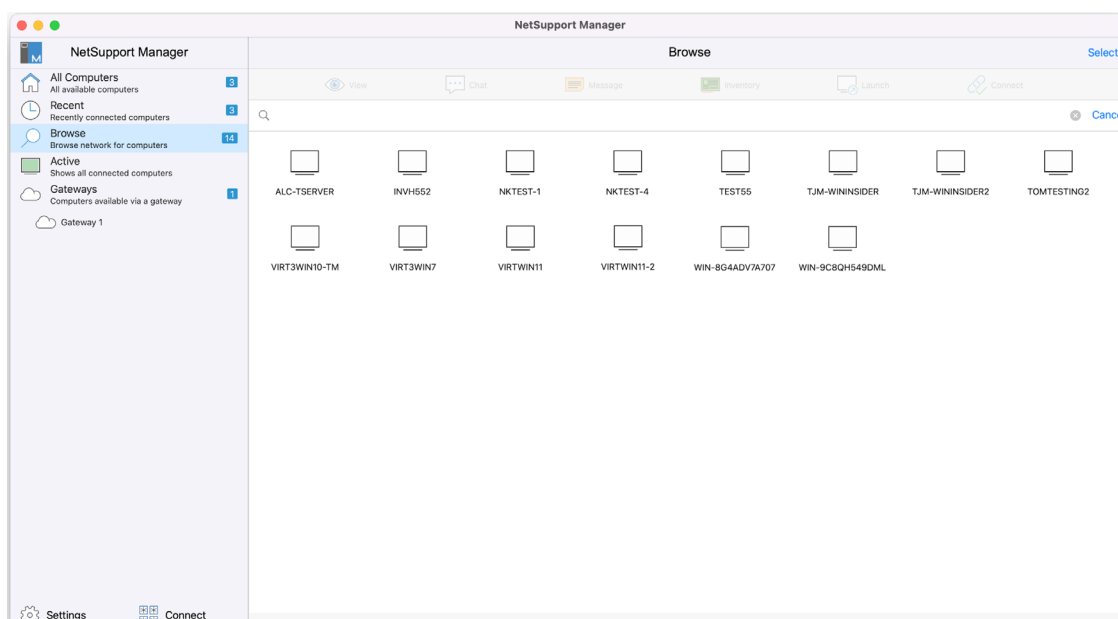 NetSupport Manager
NetSupport Manager
Browse
Select
All Computers
All available computers
3
Recent
Recently connected computers
3
Browse
Browse network for computers
14
Active
Shows all connected computers
Gateways
Computers available via a gateway
1
Gateway 1
View Chat Message Inventory Launch Connect
ALC-TSERVER INVH552 NKTEST-1 NKTEST-4 TEST55 TJM-WININSIDER TJM-WININSIDER2 TOMTESTING2
VIRT3WIN10-TM VIRT3WIN7 VIRTWIN11 VIRTWIN11-2 WIN-8G4ADV7A707 WIN-9C8QH549DML
Settings Connect